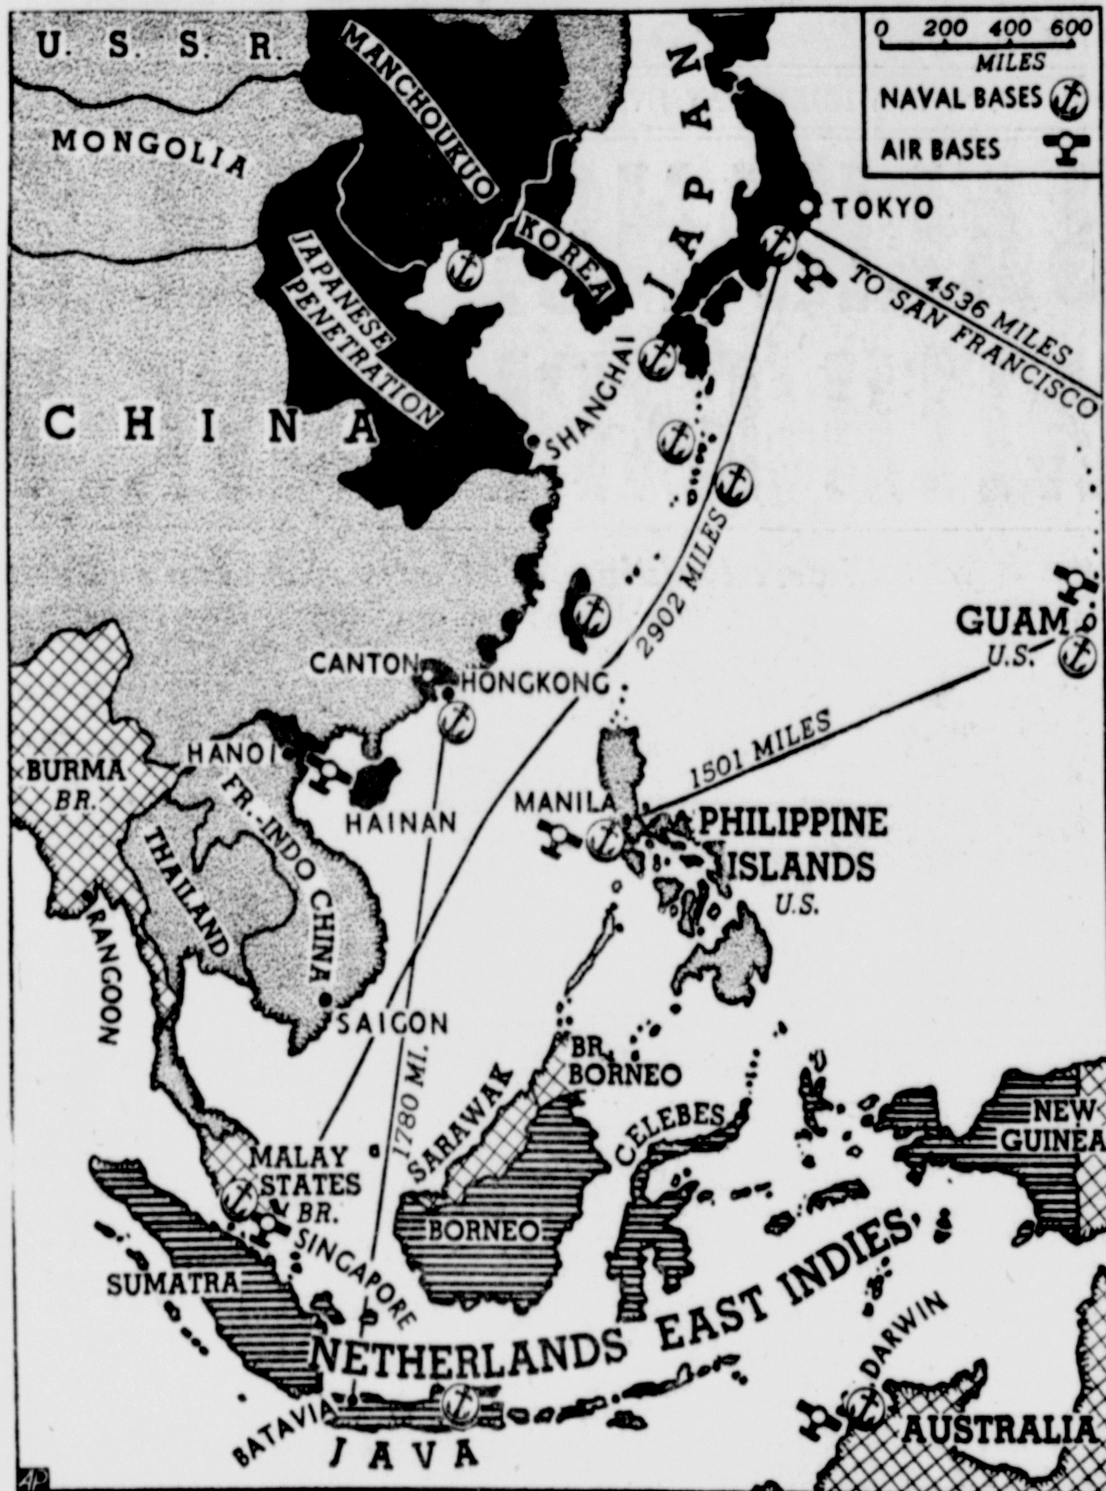 U. S. S. R.
MONGOLIA
MANCHOUKUO
KOREA
JAPAN
0 200 400 600
MILES
NAVAL BASES
AIR BASES
TOKYO
4536 MILES
TO SAN FRANCISCO
JAPANESE
PENETRATION
CHINA
SHANGHAI
2902 MILES
GUAM
U.S.
CANTON
HONGKONG
1501 MILES
HANOI
BURMA
BR.
FR.-INDO CHINA
HAINAN
MANILA
PHILIPPINE
ISLANDS
U.S.
THAILAND
RANGOON
SAIGON
1780 MI.
BR.
BORNEO
SARAWAK
CELEBES
NEW
GUINEA
MALAY
STATES
BR.
SINGAPORE
BORNEO
SUMATRA
NETHERLANDS EAST INDIES
DARWIN
BATAVIA
JAVA
AUSTRALIA
AP